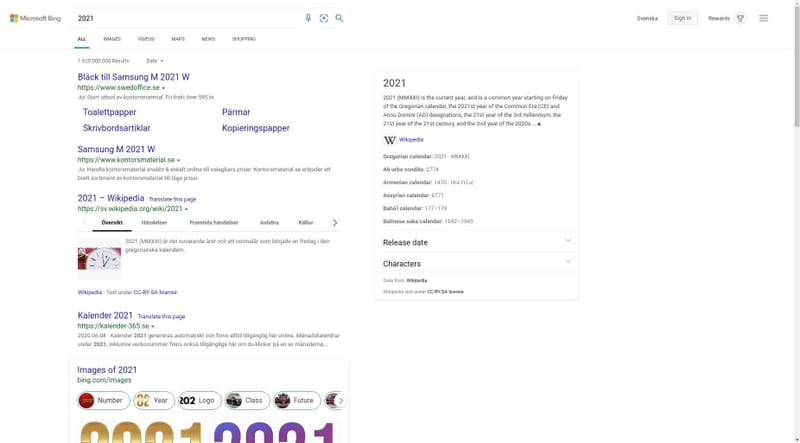 Microsoft Bing
2021
Svenska
Sign in
Rewards
ALL IMAGES VIDEOS MAPS NEWS SHOPPING
1 620 000 000 Results Date
Bläck till Samsung M 2021 W
https://www.swedoffice.se
Ad Stort utbud av kontorsmaterial. Fri frakt över 595 kr.
Toalettpapper Pärmar
Skrivbordsartiklar Kopieringspapper
Samsung M 2021 W
https://www.kontorsmaterial.se
Ad Handla kontorsmaterial snabbt & enkelt online till oslagbara priser. Kontorsmaterial.se erbjuder ett
brett sortiment av kontorsmaterial till låga priser.
2021 – Wikipedia Translate this page
https://sv.wikipedia.org/wiki/2021
Översikt Händelser Framtida händelser Avlidna Källor
2021 (MMXXI) är det nuvarande året och ett normalår som började en fredag i den
gregorianska kalendern.
Wikipedia · Text under CC-BY-SA license
Kalender 2021 Translate this page
https://kalender-365.se
2020-06-08 · Kalender 2021 genereras automatiskt och finns alltid tillgänglig här online. Månadskalendrar
under 2021, inklusive veckonummer, finns också tillgängliga här om du klickar på en av månaderna...
Images of 2021
bing.com/images
Number Year Logo Class Future
2021 2021
2021
2021 (MMXXI) is the current year, and is a common year starting on Friday
of the Gregorian calendar, the 2021st year of the Common Era (CE) and
Anno Domini (AD) designations, the 21st year of the 3rd millennium, the
21st year of the 21st century, and the 2nd year of the 2020s ...
W Wikipedia
Gregorian calendar: 2021 · MMXXI
Ab urbe condita: 2774
Armenian calendar: 1470
Assyrian calendar: 6771
Bahá'í calendar: 177–178
Balinese saka calendar: 1942–1943
Release date
Characters
Data from: Wikipedia
Wikipedia text under CC-BY-SA license